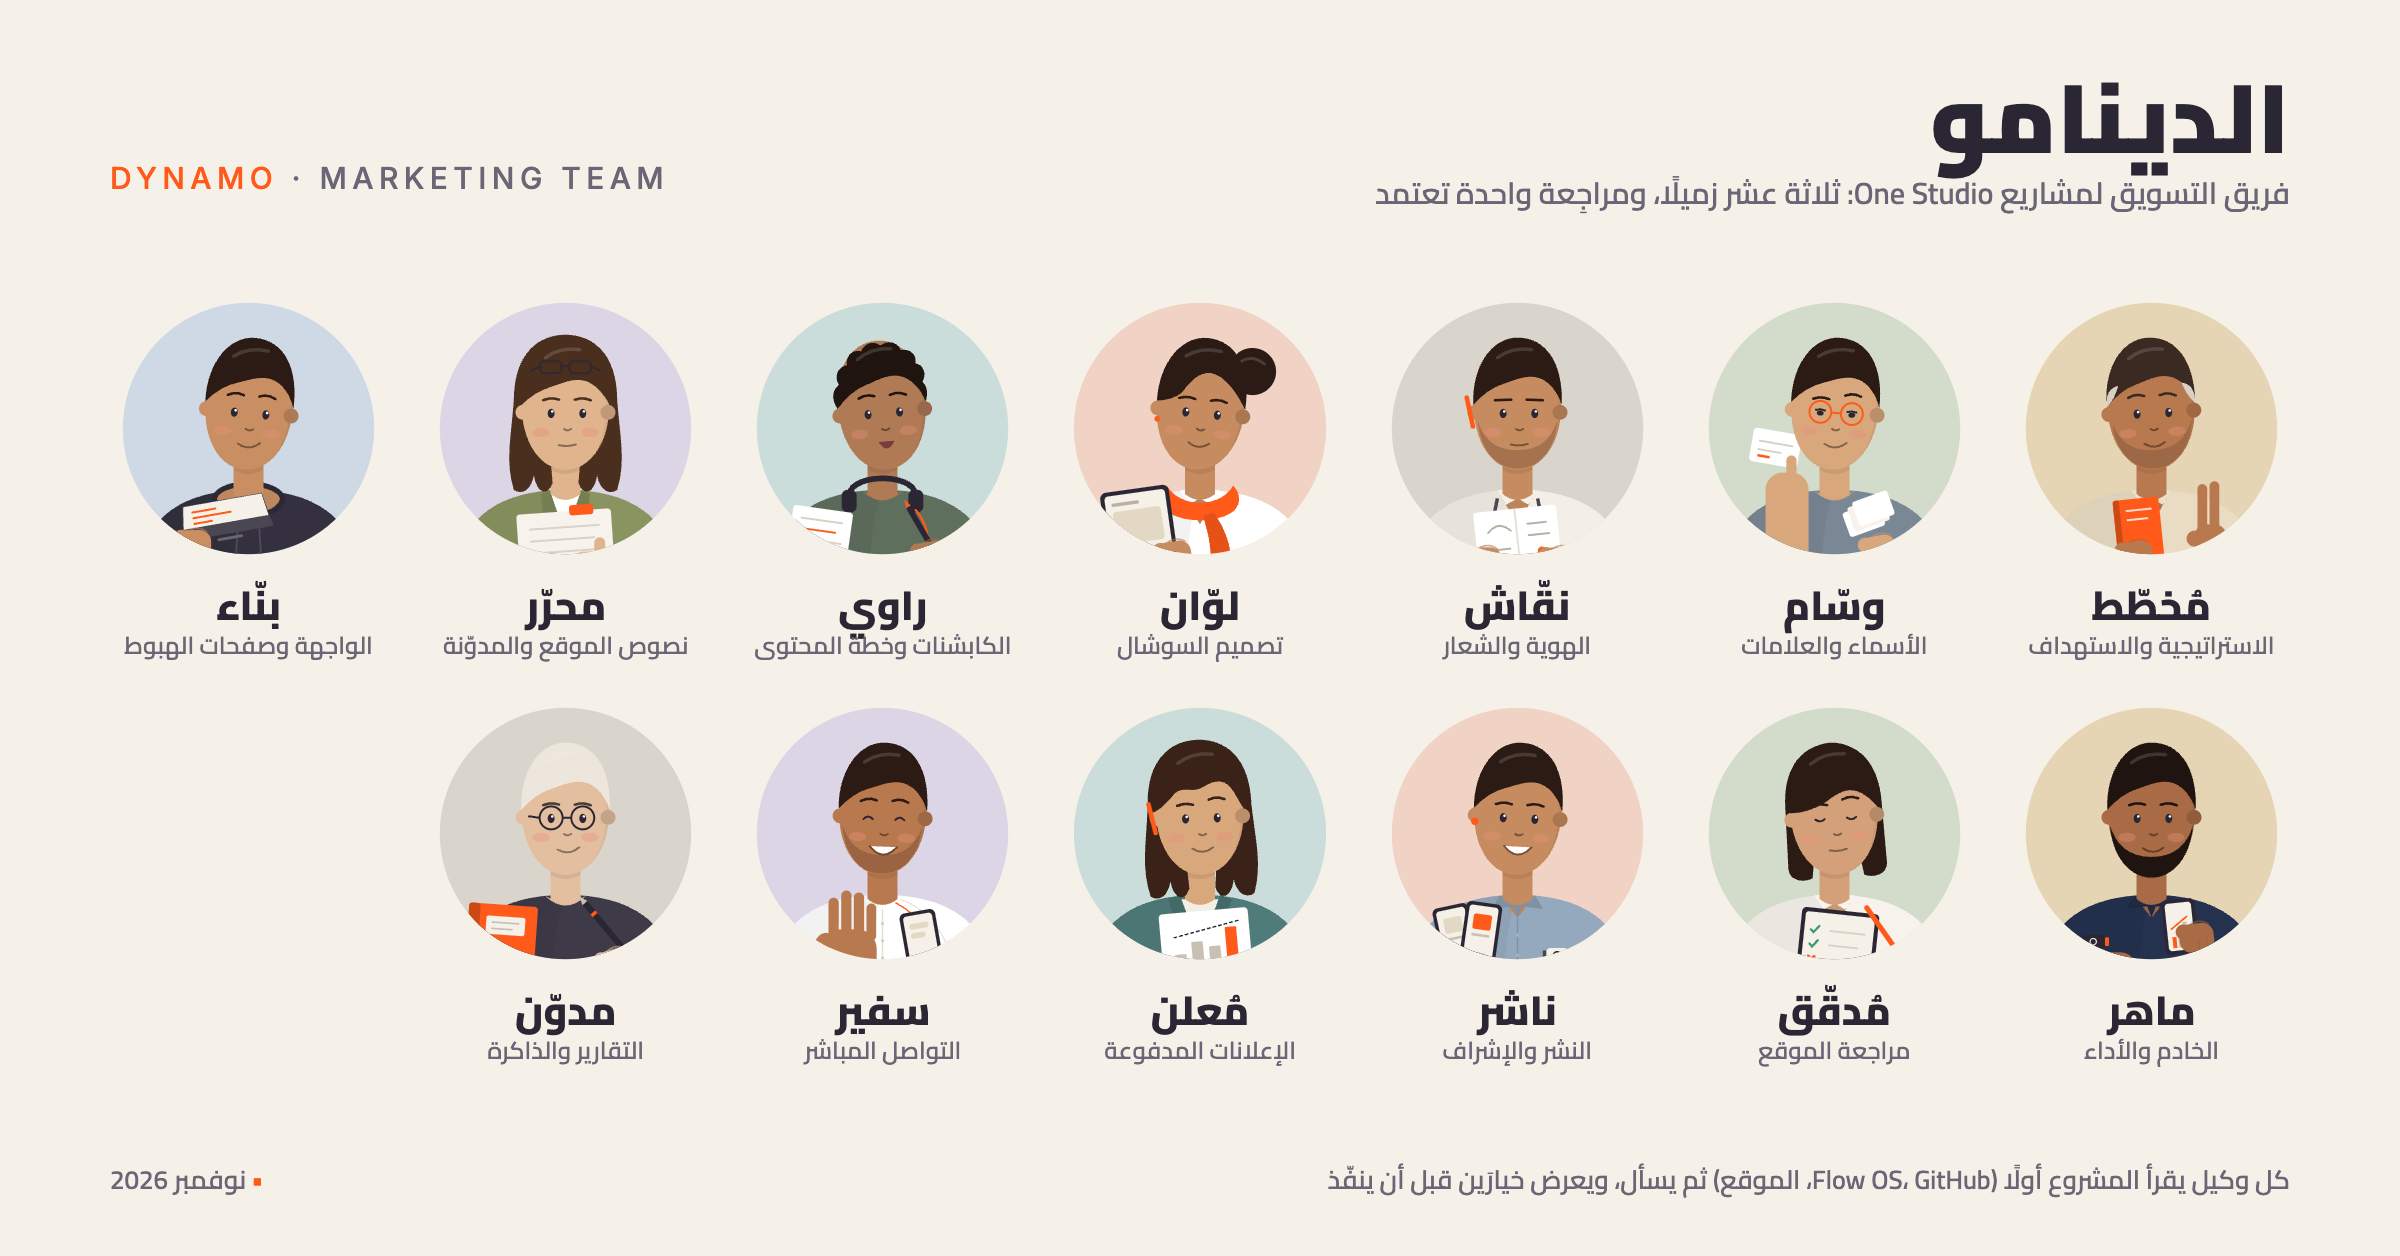 الدينامو
DYNAMO · MARKETING TEAM
فريق التسويق لمشاريع One Studio: ثلاثة عشر زميلًا، ومراجِعة واحدة تعتمد
مُخطّط
الاستراتيجية والاستهداف
وسّام
الأسماء والعلامات
نقّاش
الهوية والشعار
لوّان
تصميم السوشال
راوي
الكابشنات وخطة المحتوى
محرّر
نصوص الموقع والمدوّنة
بنّاء
الواجهة وصفحات الهبوط
ماهر
الخادم والأداء
مُدقّق
مراجعة الموقع
ناشر
النشر والإشراف
مُعلن
الإعلانات المدفوعة
سفير
التواصل المباشر
مدوّن
التقارير والذاكرة
كل وكيل يقرأ المشروع أولًا (Flow OS، GitHub، الموقع) ثم يسأل، ويعرض خيارَين قبل أن ينفّذ
▪ نوفمبر 2026